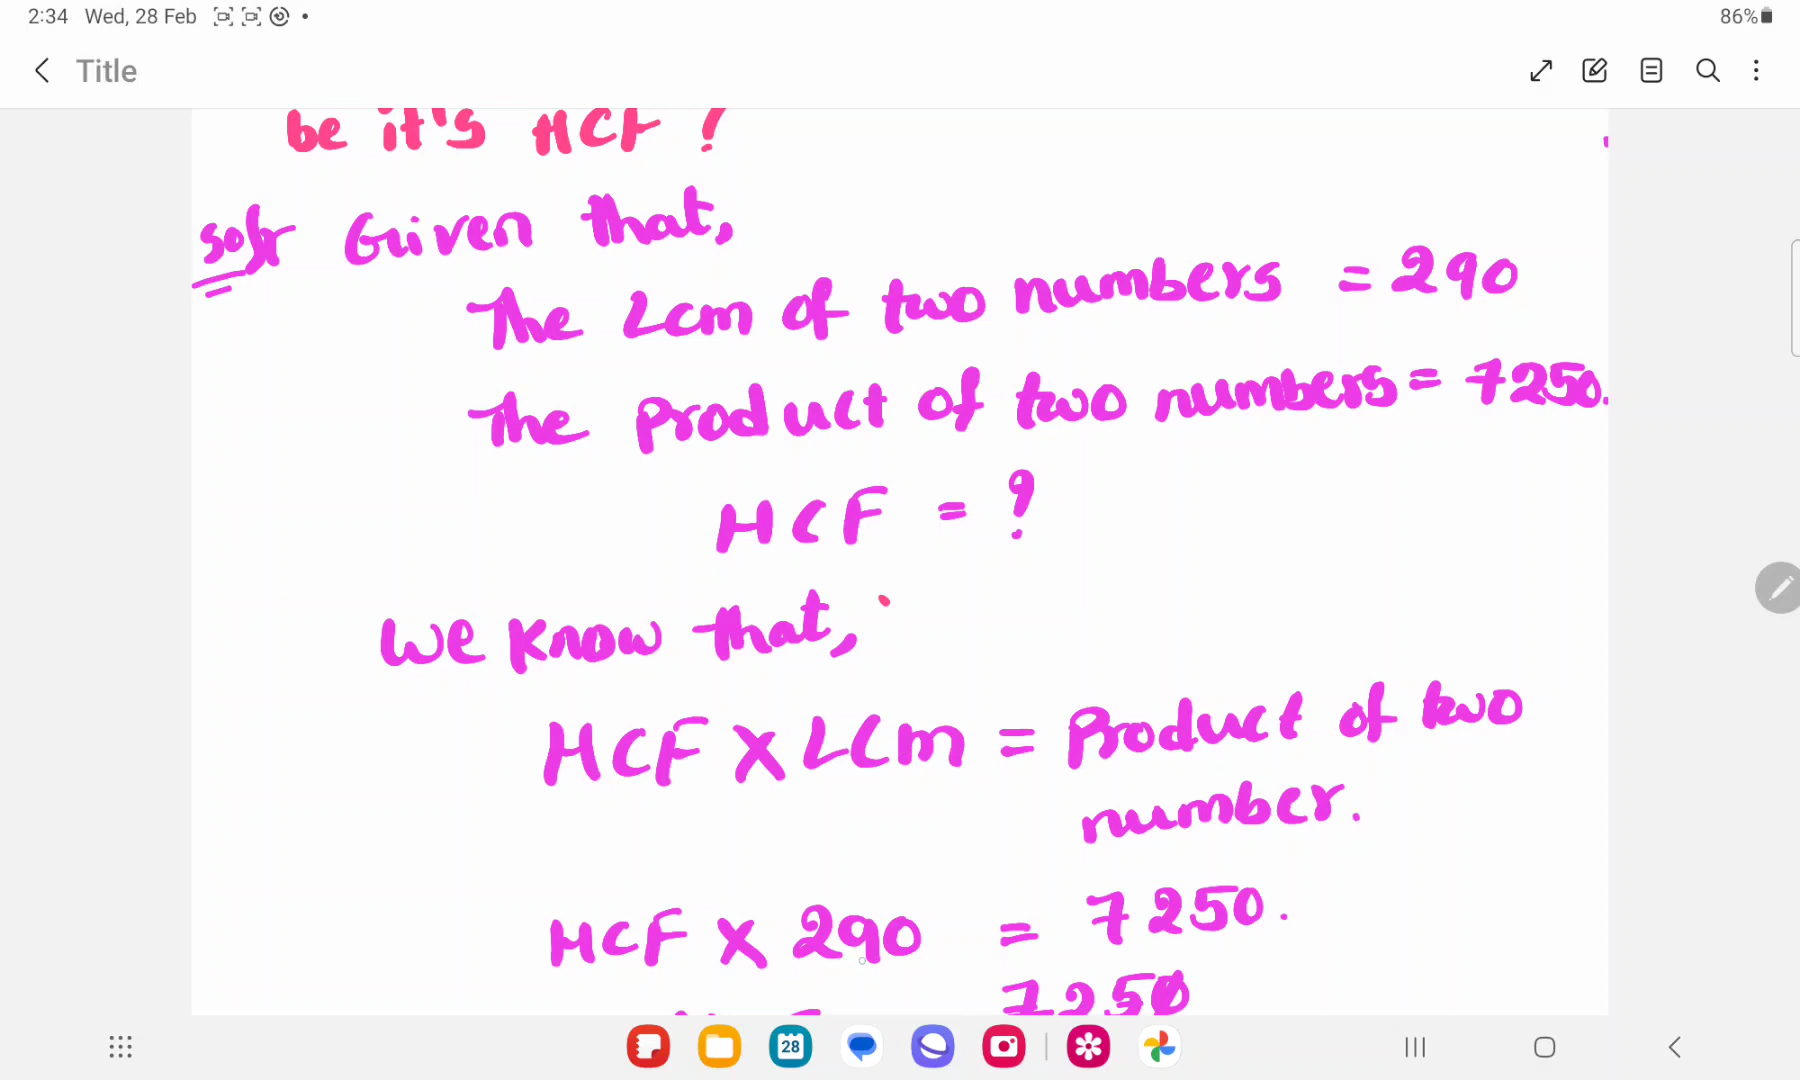 2:34 Wed, 28 Feb
86%
Title
be it's HCF ?
Soln Given that,
The Lcm of two numbers = 290
The product of two numbers = 7250.
HCF = ?
We know that,
HCF X LCm = Product of two
number.
HCF X 290 = 7250.
7250
28